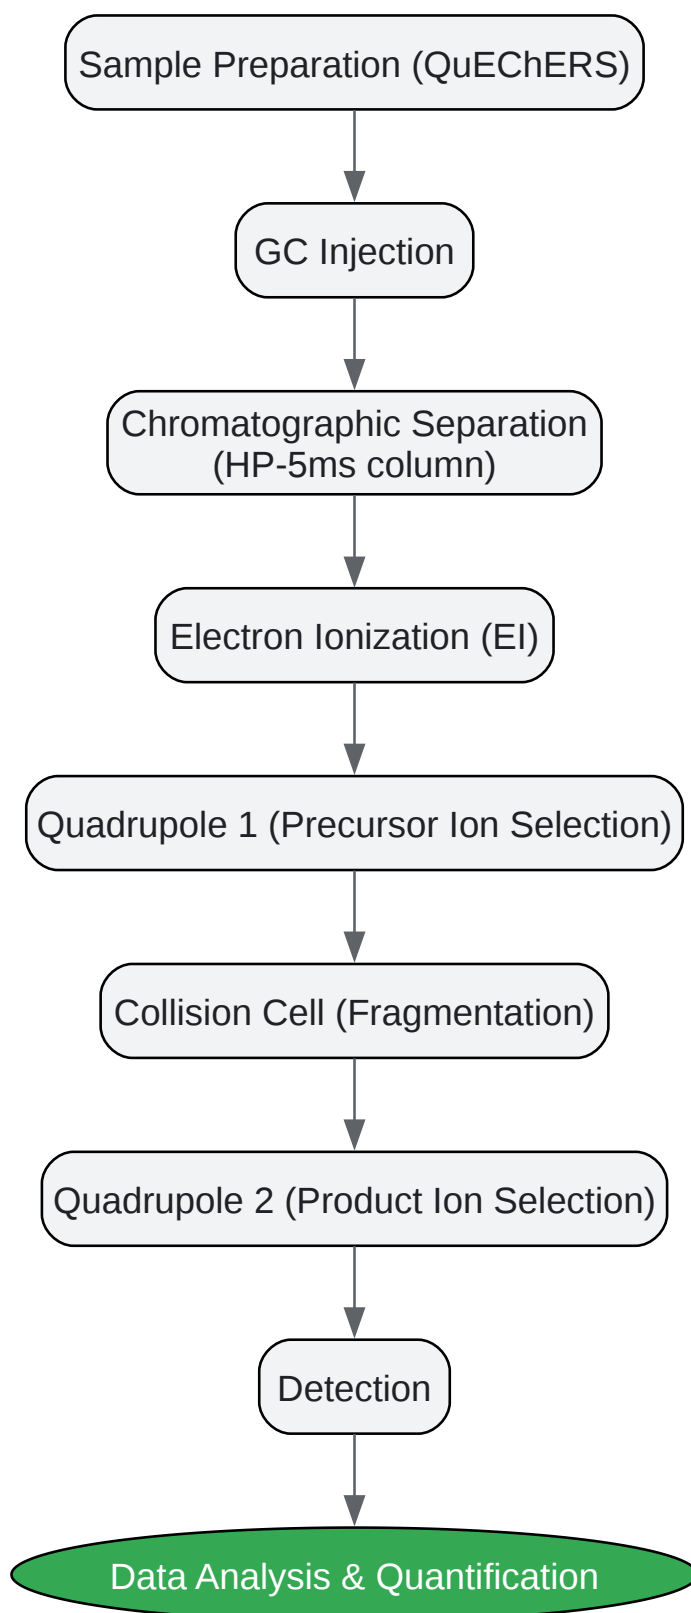 Sample Preparation (QuEChERS)
GC Injection
Chromatographic Separation
(HP-5ms column)
Electron Ionization (EI)
Quadrupole 1 (Precursor Ion Selection)
Collision Cell (Fragmentation)
Quadrupole 2 (Product Ion Selection)
Detection
Data Analysis & Quantification